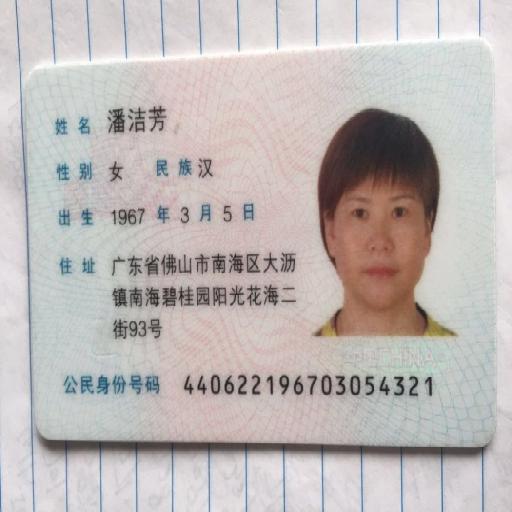 姓名 潘洁芳
性别 女 民族 汉
出生 1967 年 3 月 5 日
住址 广东省佛山市南海区大沥
镇南海碧桂园阳光花海二
街93号
公民身份号码 440622196703054321